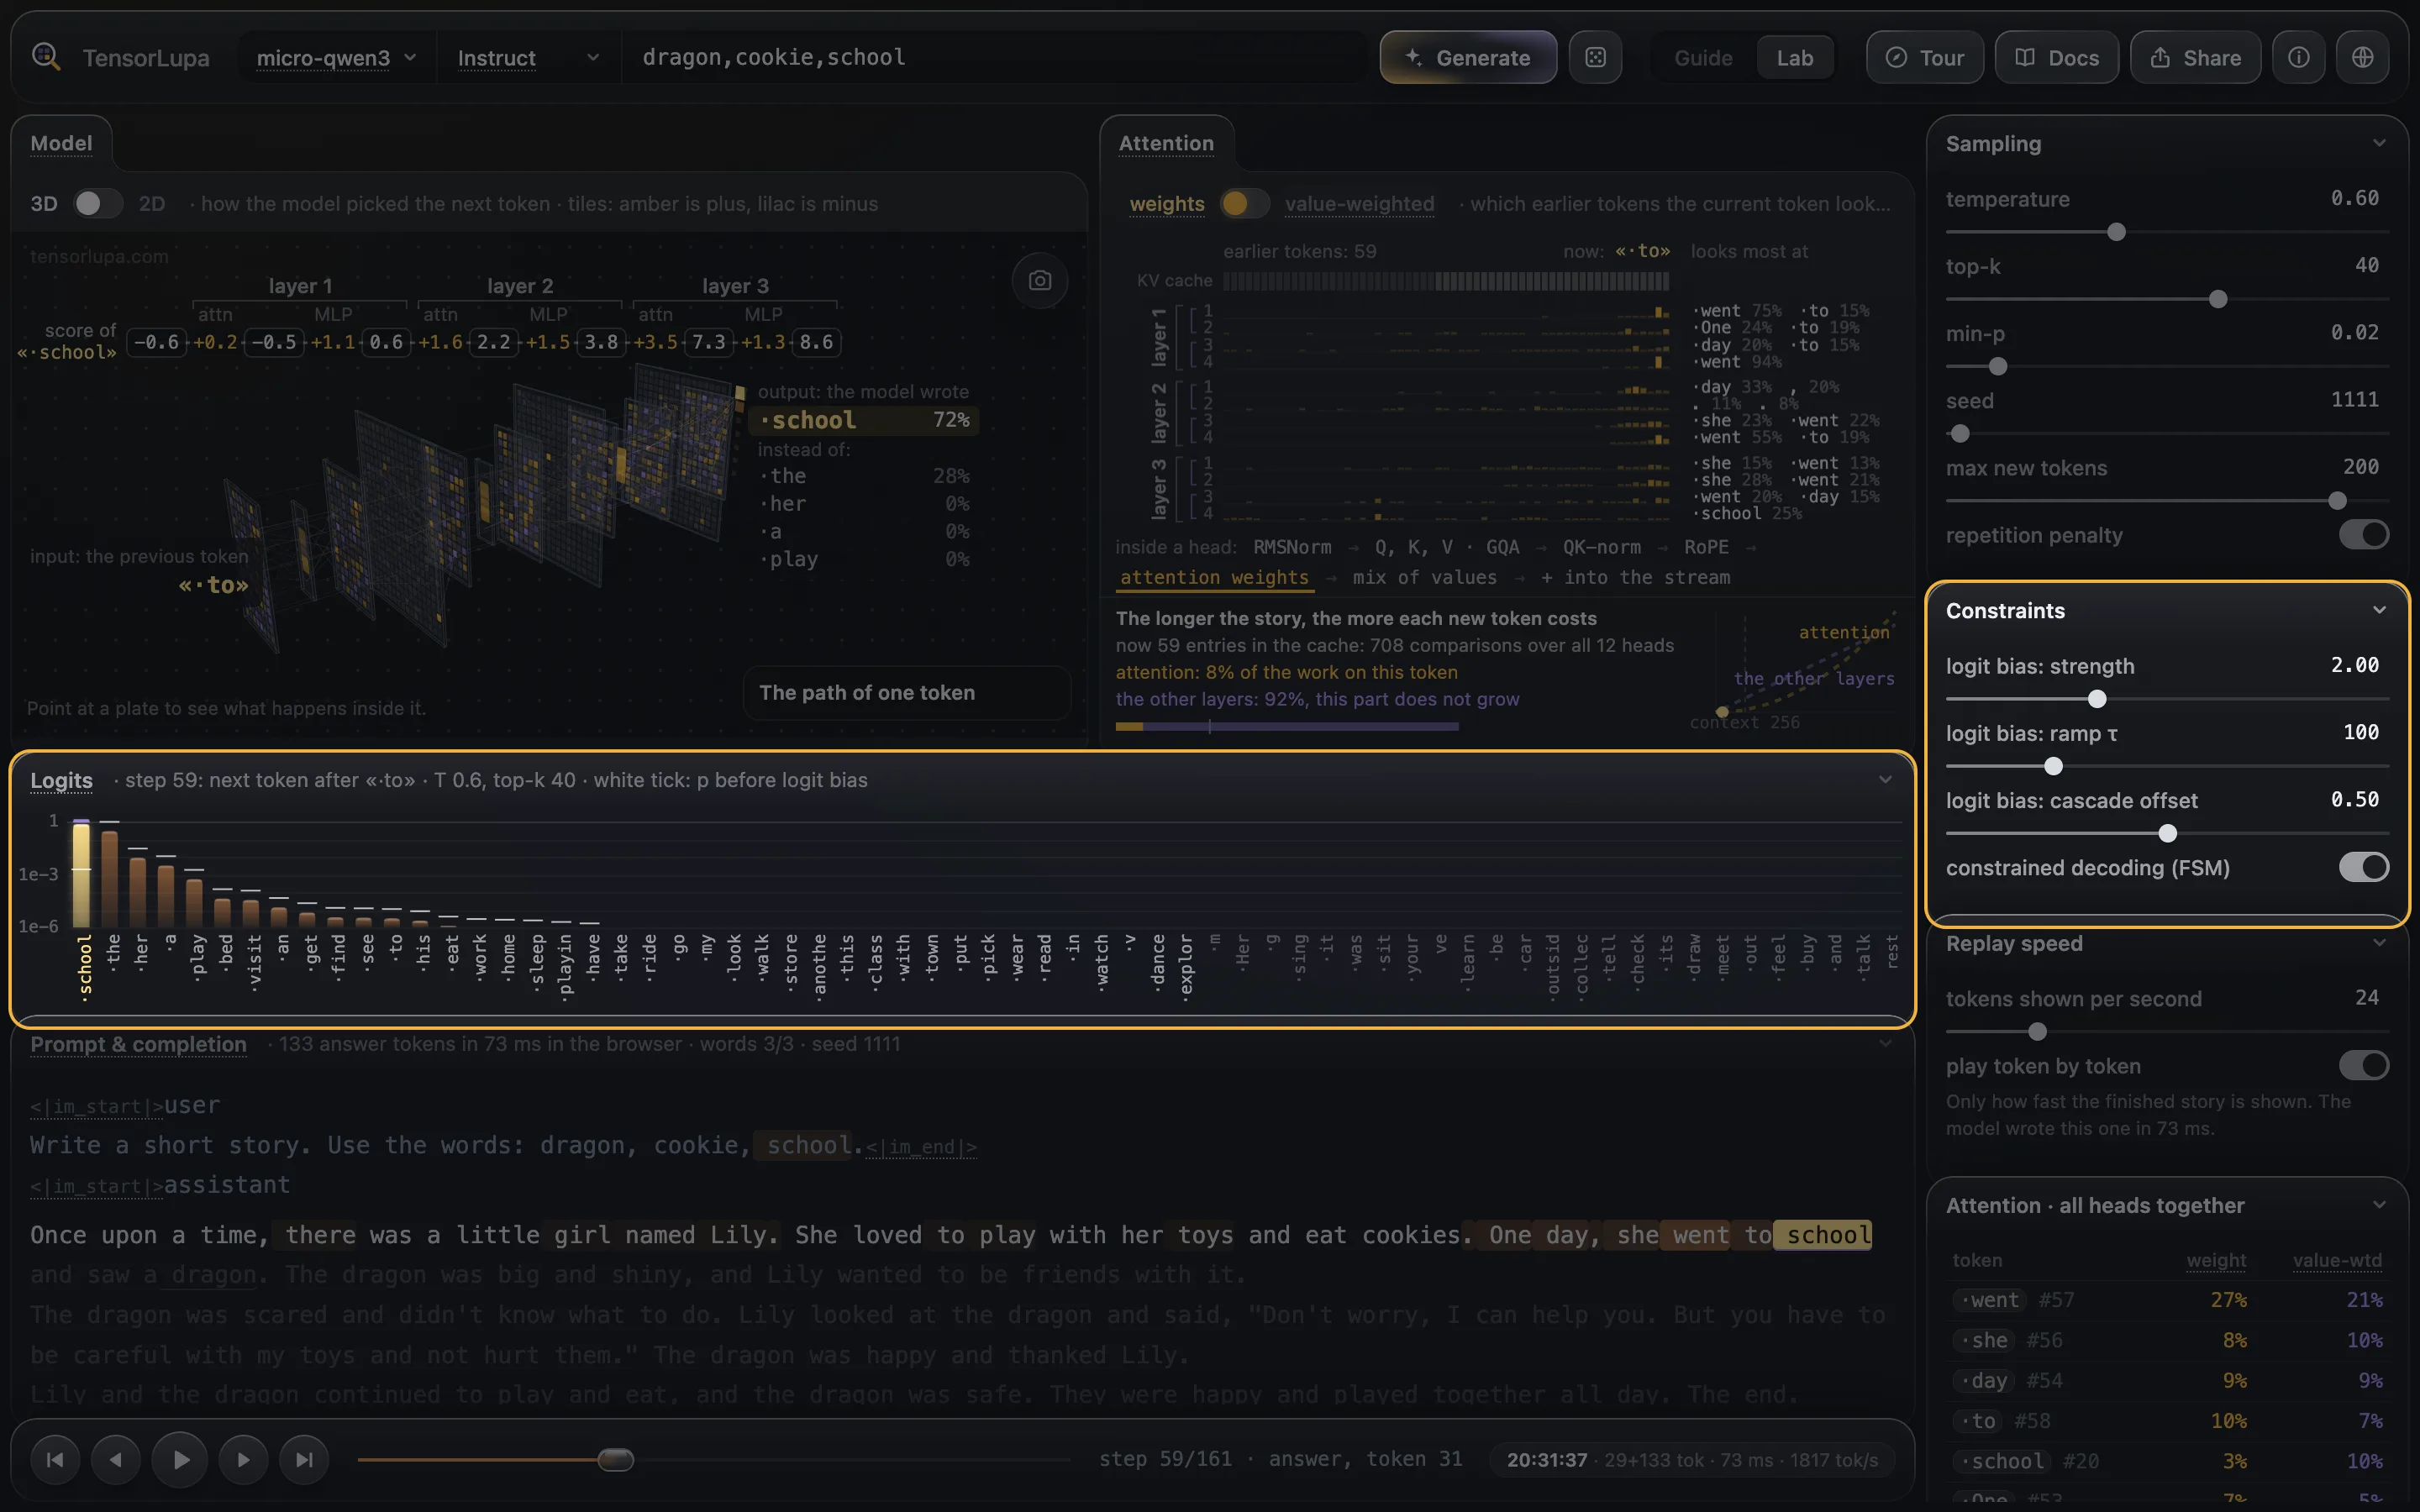 TensorLupa
micro-qwen3
Instruct
dragon,cookie,school
Generate
Guide
Lab
Tour
Docs
Share
Model
3D 2D · how the model picked the next token · tiles: amber is plus, lilac is minus
tensorlupa.com
layer 1 layer 2 layer 3
attn MLP attn MLP attn MLP
score of
«·school»
−0.6 +0.2 −0.5 +1.1 0.6 +1.6 2.2 +1.5 3.8 +3.5 7.3 +1.3 8.6
output: the model wrote
·school 72%
instead of:
·the 28%
·her 0%
·a 0%
·play 0%
input: the previous token
«·to»
Point at a plate to see what happens inside it.
The path of one token
Attention
weights value-weighted · which earlier tokens the current token look…
earlier tokens: 59 now: «·to» looks most at
KV cache
layer 1
1 ·went 75% ·to 15%
2 ·One 24% ·to 19%
3 ·day 20% ·to 15%
4 ·went 94%
layer 2
1 ·day 33% , 20%
2 . 11% . 8%
3 ·she 23% ·went 22%
4 ·went 55% ·to 19%
layer 3
1 ·she 15% ·went 13%
2 ·she 28% ·went 21%
3 ·went 20% ·day 15%
4 ·school 25%
inside a head: RMSNorm → Q, K, V · GQA → QK-norm → RoPE →
attention weights → mix of values → + into the stream
The longer the story, the more each new token costs
now 59 entries in the cache: 708 comparisons over all 12 heads
attention: 8% of the work on this token
the other layers: 92%, this part does not grow
attention
the other layers
context 256
Logits · step 59: next token after «·to» · T 0.6, top-k 40 · white tick: p before logit bias
1
1e-3
1e-6
·school
·the
·her
·a
·play
·bed
·visit
·an
·get
·find
·see
·to
·his
·eat
·work
·home
·sleep
·playin
·have
·take
·ride
·go
·my
·look
·walk
·store
·anothe
·this
·class
·with
·town
·put
·pick
·wear
·read
·in
·watch
·v
·dance
·explor
·m
·Her
·g
·sing
·it
·was
·sit
·your
ve
·learn
·be
·car
·outsid
·collec
·tell
·check
·its
·draw
·meet
·out
·feel
·buy
·and
·talk
rest
Prompt & completion · 133 answer tokens in 73 ms in the browser · words 3/3 · seed 1111
<|im_start|>user
Write a short story. Use the words: dragon, cookie, school.<|im_end|>
<|im_start|>assistant
Once upon a time, there was a little girl named Lily. She loved to play with her toys and eat cookies. One day, she went to school
and saw a dragon. The dragon was big and shiny, and Lily wanted to be friends with it.
The dragon was scared and didn't know what to do. Lily looked at the dragon and said, "Don't worry, I can help you. But you have to
be careful with my toys and not hurt them." The dragon was happy and thanked Lily.
Lily and the dragon continued to play and eat, and the dragon was safe. They were happy and played together all day. The end.
step 59/161 · answer, token 31
20:31:37 · 29+133 tok · 73 ms · 1817 tok/s
Sampling
temperature 0.60
top-k 40
min-p 0.02
seed 1111
max new tokens 200
repetition penalty
Constraints
logit bias: strength 2.00
logit bias: ramp τ 100
logit bias: cascade offset 0.50
constrained decoding (FSM)
Replay speed
tokens shown per second 24
play token by token
Only how fast the finished story is shown. The
model wrote this one in 73 ms.
Attention · all heads together
token weight value-wtd
·went #57 27% 21%
·she #56 8% 10%
·day #54 9% 9%
·to #58 10% 7%
·school #20 3% 10%
·One #53 7% 5%